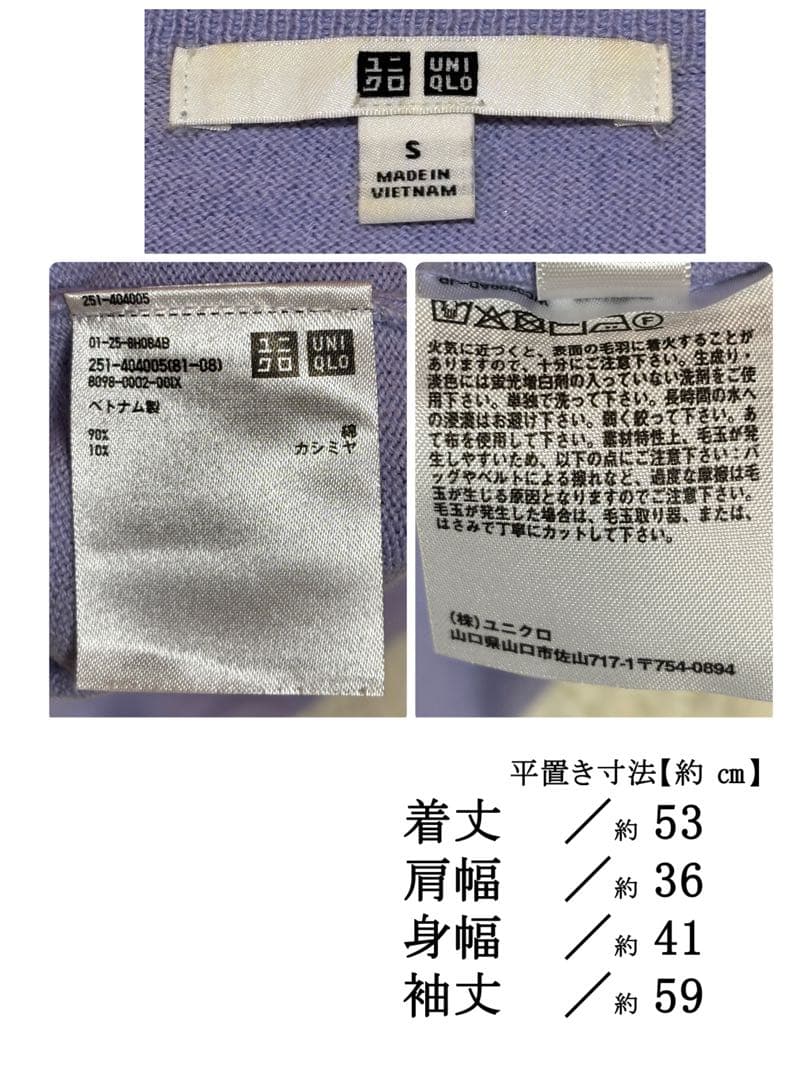 ユニ
クロ
UNI
QLO
S
MADE IN
VIETNAM
251-404005
01-25-8H084B
251-404005(81-08)
8098-0002-00IX
ユニ
クロ
UNI
QLO
ベトナム製
90% 綿
10% カシミヤ
火気に近づくと、表面の毛羽に着火することが
ありますので、十分にご注意下さい。生成り・
淡色には蛍光増白剤の入っていない洗剤をご使
用下さい。単独で洗って下さい。長時間の水へ
の浸漬はお避け下さい。弱く絞って下さい。あ
て布を使用して下さい。素材特性上、毛玉が発
生しやすいため、以下の点にご注意下さい:バ
ッグやベルトによる擦れなど、過度な摩擦は毛
玉が生じる原因となりますのでご注意下さい。
毛玉が発生した場合は、毛玉取り器、または、
はさみで丁寧にカットして下さい。
(株)ユニクロ
山口県山口市佐山717-1〒754-0894
平置き寸法【約 ㎝】
着丈 ／約 53
肩幅 ／約 36
身幅 ／約 41
袖丈 ／約 59